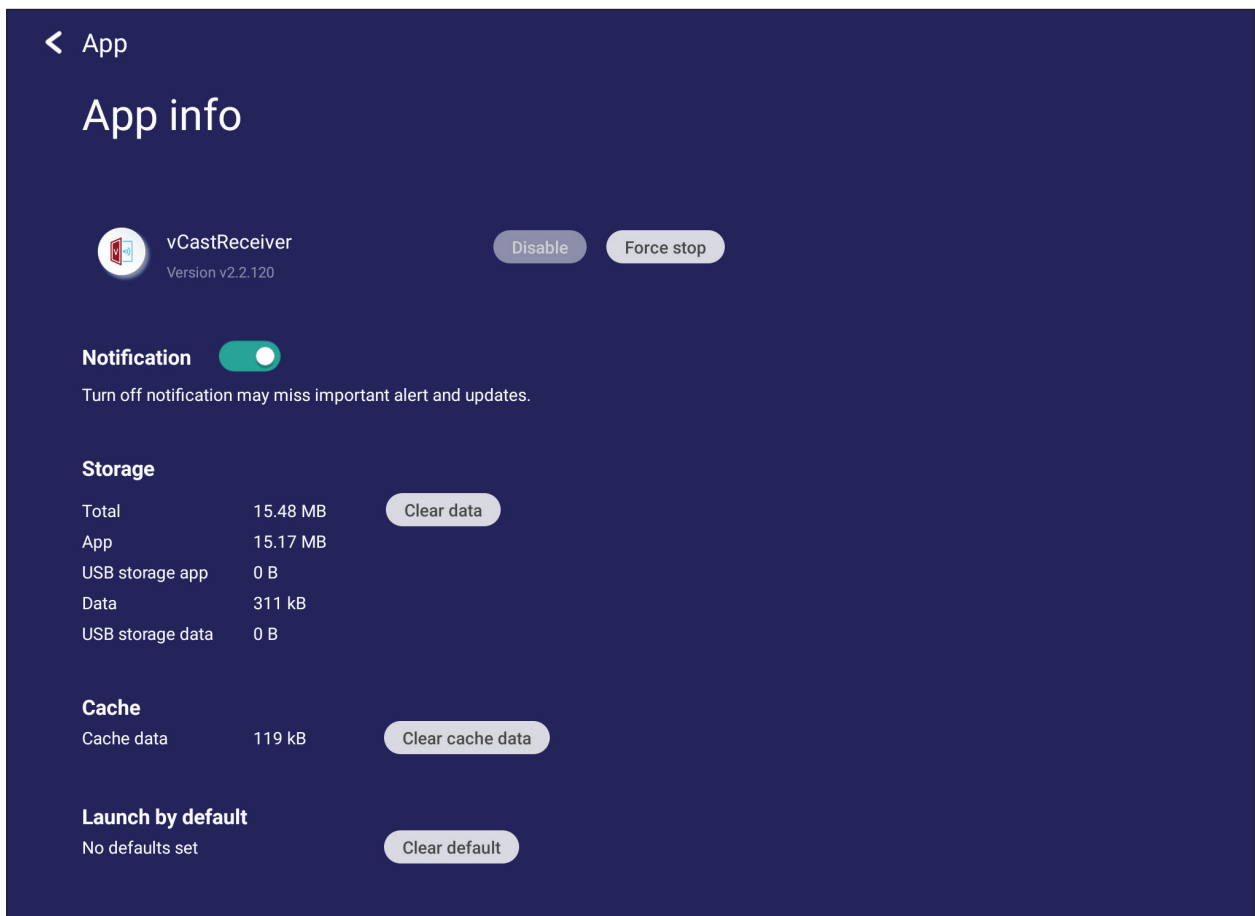 App
App info
vCastReceiver
Disable
Force stop
Version v2.2.120
Notification
Turn off notification may miss important alert and updates.
Storage
Total 15.48 MB Clear data
App 15.17 MB
USB storage app 0 B
Data 311 kB
USB storage data 0 B
Cache
Cache data 119 kB Clear cache data
Launch by default
No defaults set Clear default